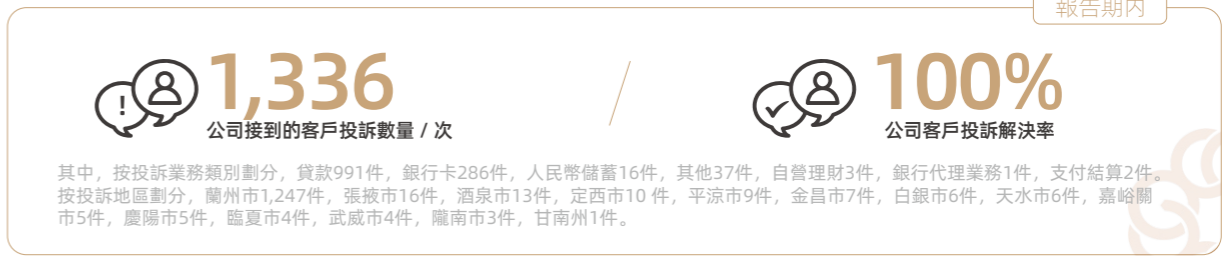 報告期內
1,336
公司接到的客戶投訴數量 / 次
100%
公司客戶投訴解決率
其中，按投訴業務類別劃分，貸款991件，銀行卡286件，人民幣儲蓄16件，其他37件，自營理財3件，銀行代理業務1件，支付結算2件。
按投訴地區劃分，蘭州市1,247件，張掖市16件，酒泉市13件，定西市10 件，平涼市9件，金昌市7件，白銀市6件，天水市6件，嘉峪關
市5件，慶陽市5件，臨夏市4件，武威市4件，隴南市3件，甘南州1件。